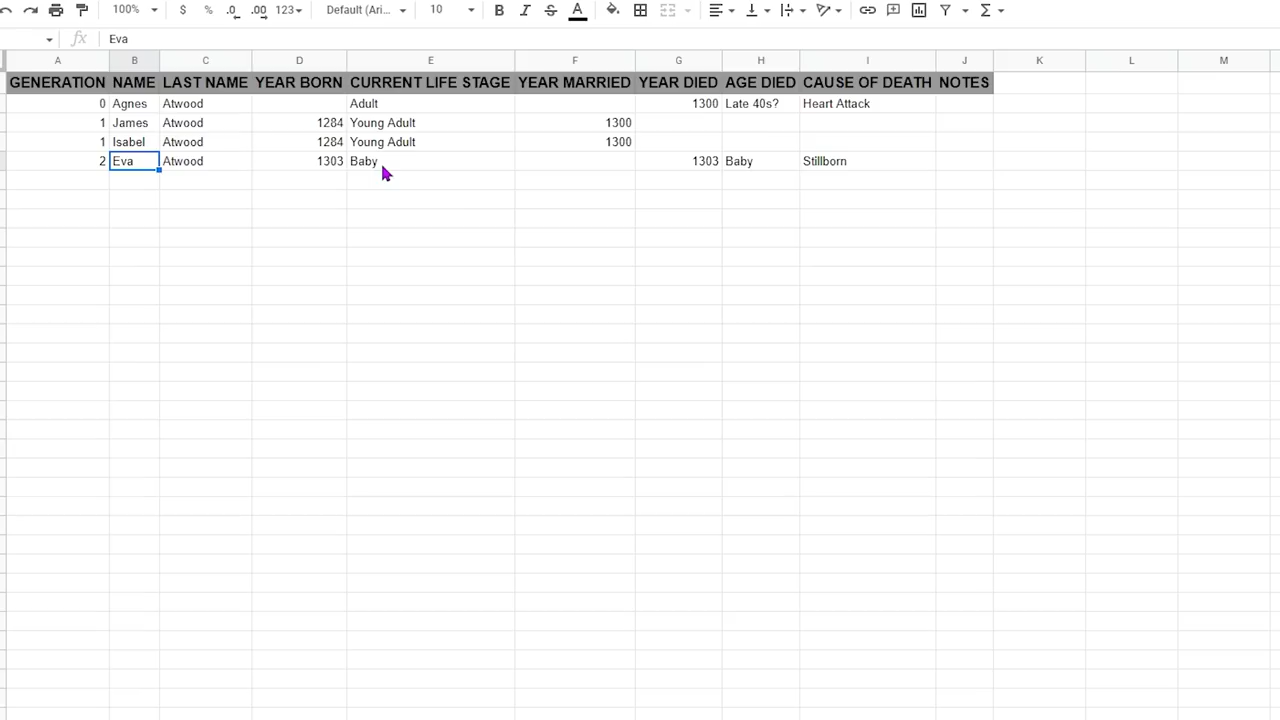 100% $ % .0 .00 123 Default (Ari... 10 B I S A
fx Eva
A B C D E F G H I J K L M
GENERATION NAME LAST NAME YEAR BORN CURRENT LIFE STAGE YEAR MARRIED YEAR DIED AGE DIED CAUSE OF DEATH NOTES
0 Agnes Atwood Adult 1300 Late 40s? Heart Attack
1 James Atwood 1284 Young Adult 1300
1 Isabel Atwood 1284 Young Adult 1300
2 Eva Atwood 1303 Baby 1303 Baby Stillborn